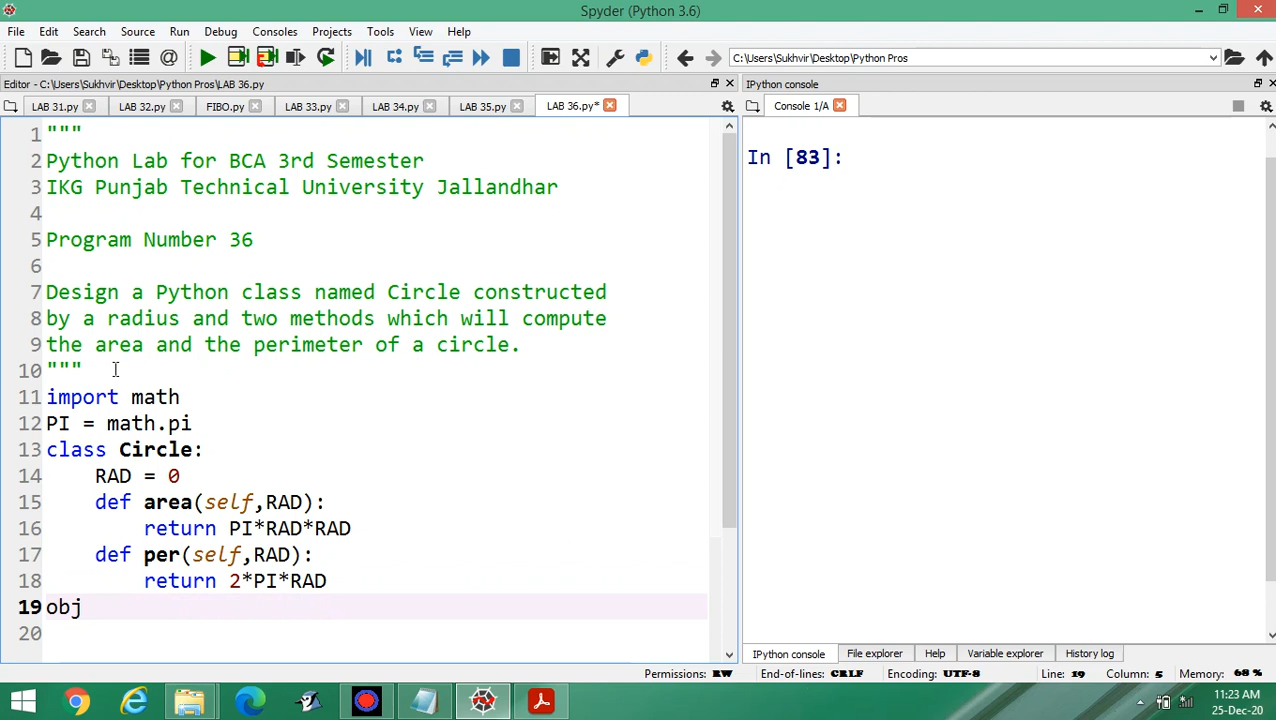 Spyder (Python 3.6)
File Edit Search Source Run Debug Consoles Projects Tools View Help
C:\Users\Sukhvir\Desktop\Python Pros
Editor - C:\Users\Sukhvir\Desktop\Python Pros\LAB 36.py
IPython console
LAB 31.py LAB 32.py FIBO.py LAB 33.py LAB 34.py LAB 35.py LAB 36.py*
Console 1/A
1 """
2 Python Lab for BCA 3rd Semester
3 IKG Punjab Technical University Jallandhar
4
5 Program Number 36
6
7 Design a Python class named Circle constructed
8 by a radius and two methods which will compute
9 the area and the perimeter of a circle.
10 """
11 import math
12 PI = math.pi
13 class Circle:
14     RAD = 0
15     def area(self,RAD):
16         return PI*RAD*RAD
17     def per(self,RAD):
18         return 2*PI*RAD
19 obj
20
In [83]:
IPython console File explorer Help Variable explorer History log
Permissions: RW End-of-lines: CRLF Encoding: UTF-8 Line: 19 Column: 5 Memory: 68 %
11:23 AM
25-Dec-20